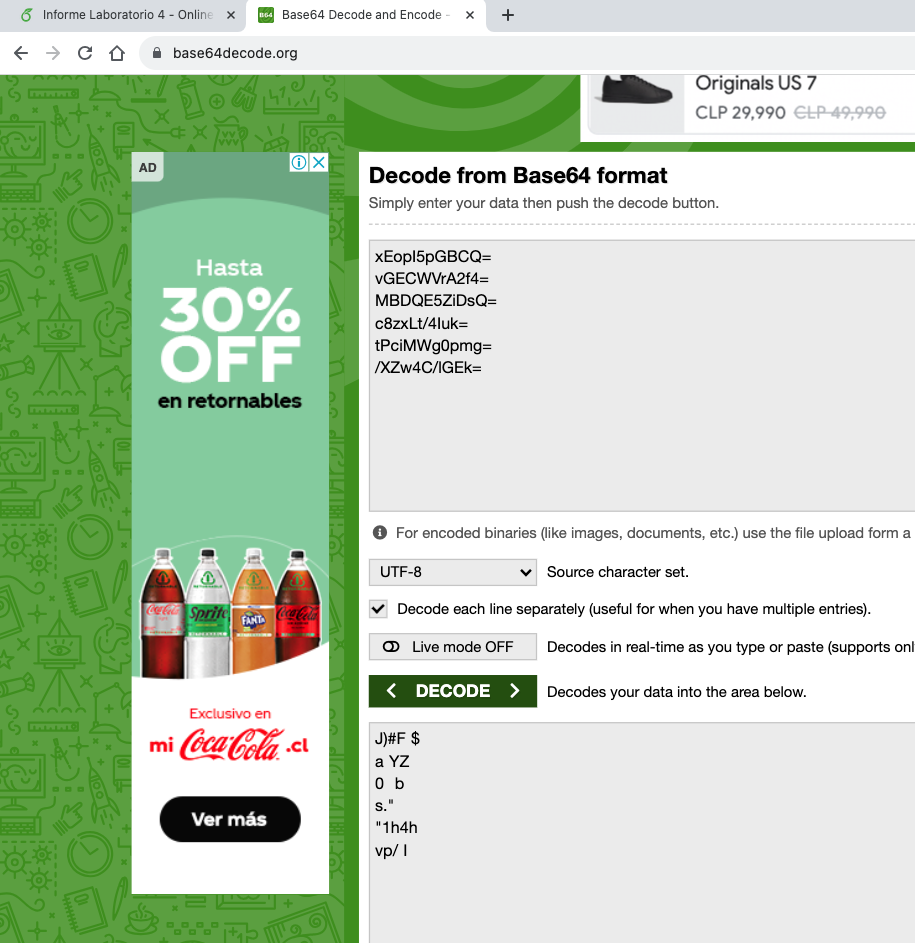 Informe Laboratorio 4 - Online
Base64 Decode and Encode -
base64decode.org
Originals US 7
CLP 29,990 CLP 49,990
AD
Hasta
30%
OFF
en retornables
Coca-Cola
Sprite
FANTA
Coca-Cola
Exclusivo en
mi Coca-Cola.cl
Ver más
Decode from Base64 format
Simply enter your data then push the decode button.
xEopI5pGBCQ=
vGECWVrA2f4=
MBDQE5ZiDsQ=
c8zxLt/4Iuk=
tPciMWg0pmg=
/XZw4C/lGEk=
For encoded binaries (like images, documents, etc.) use the file upload form a
UTF-8 Source character set.
Decode each line separately (useful for when you have multiple entries).
Live mode OFF Decodes in real-time as you type or paste (supports onl
< DECODE > Decodes your data into the area below.
J)#F $
a YZ
0 b
s."
"1h4h
vp/ I